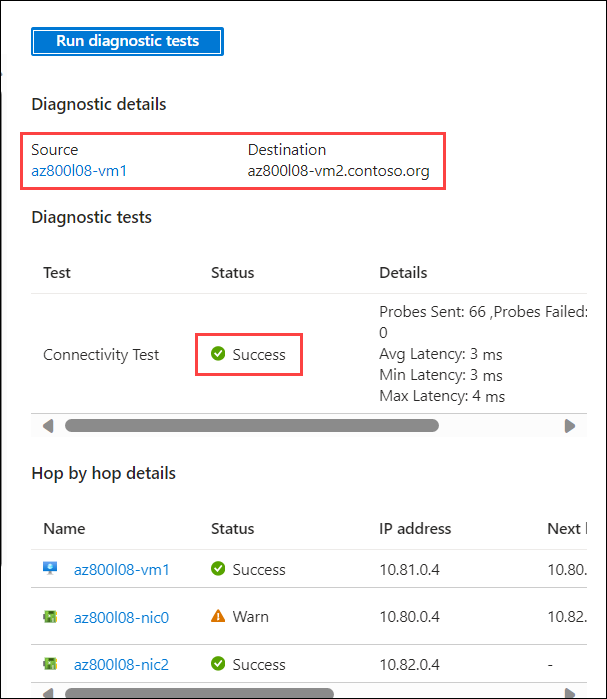 Run diagnostic tests
Diagnostic details
Source Destination
az800l08-vm1 az800l08-vm2.contoso.org
Diagnostic tests
Test Status Details
Probes Sent: 66 ,Probes Failed:
0
Connectivity Test Success Avg Latency: 3 ms
Min Latency: 3 ms
Max Latency: 4 ms
Hop by hop details
Name Status IP address Next
az800l08-vm1 Success 10.81.0.4 10.80.
az800l08-nic0 Warn 10.80.0.4 10.82.
az800l08-nic2 Success 10.82.0.4 -